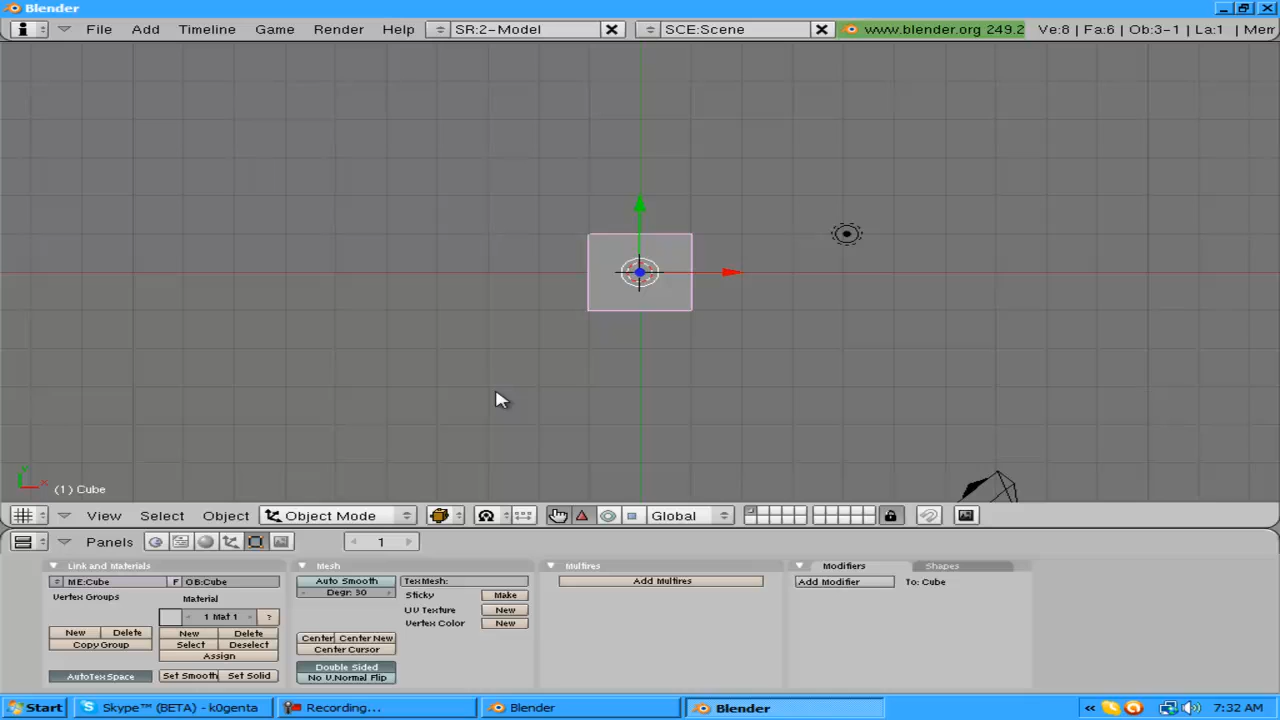 Blender
File Add Timeline Game Render Help SR:2-Model SCE:Scene www.blender.org 249.2 Ve:8 | Fa:6 | Ob:3-1 | La:1 | Mem
(1) Cube
View Select Object Object Mode Global
Panels 1
Link and Materials Mesh Multires Modifiers Shapes
ME:Cube F OB:Cube Auto Smooth TexMesh: Add Multires Add Modifier To: Cube
Degr: 30 Sticky Make
Vertex Groups Material
1 Mat 1 ? UV Texture New
Vertex Color New
New Delete New Delete Center Center New
Copy Group Select Deselect Center Cursor
Assign
Double Sided
AutoTexSpace Set Smooth Set Solid No V.Normal Flip
Start Skype™ (BETA) - k0genta Recording... Blender Blender « 7:32 AM